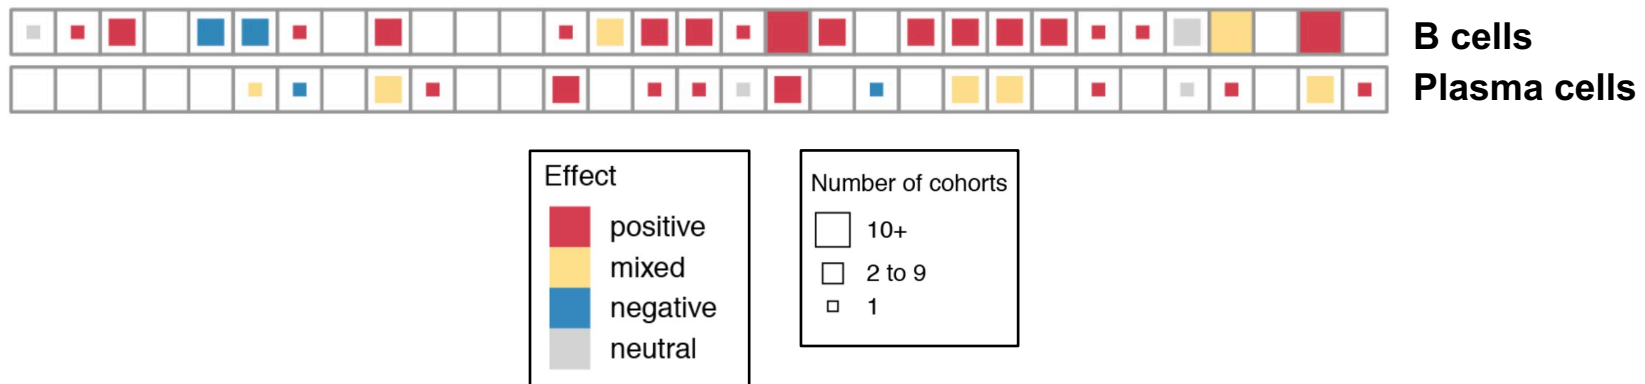 B cells
Plasma cells
Effect
positive
mixed
negative
neutral
Number of cohorts
10+
2 to 9
1